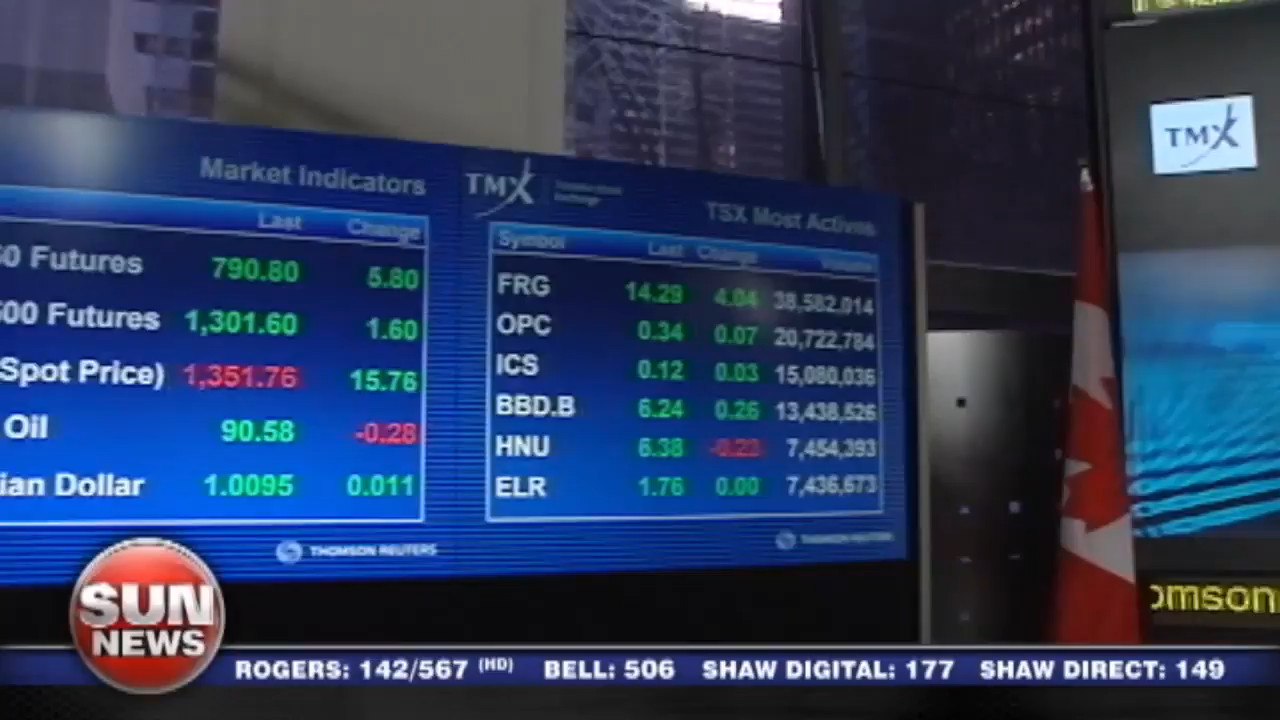 Market Indicators
Last Change
60 Futures 790.80 5.80
500 Futures 1,301.60 1.60
Spot Price) 1,351.76 15.76
Oil 90.58 -0.28
ian Dollar 1.0095 0.011
THOMSON REUTERS
TMX
TSX Most Actives
Symbol Last Change Volume
FRG 14.29 4.04 38,582,014
OPC 0.34 0.07 20,722,784
ICS 0.12 0.03 15,080,036
BBD.B 6.24 0.26 13,438,526
HNU 6.38 -0.23 7,454,393
ELR 1.76 0.00 7,436,673
THOMSON REUTERS
TMX
omson
SUN
NEWS
ROGERS: 142/567 (HD) BELL: 506 SHAW DIGITAL: 177 SHAW DIRECT: 149